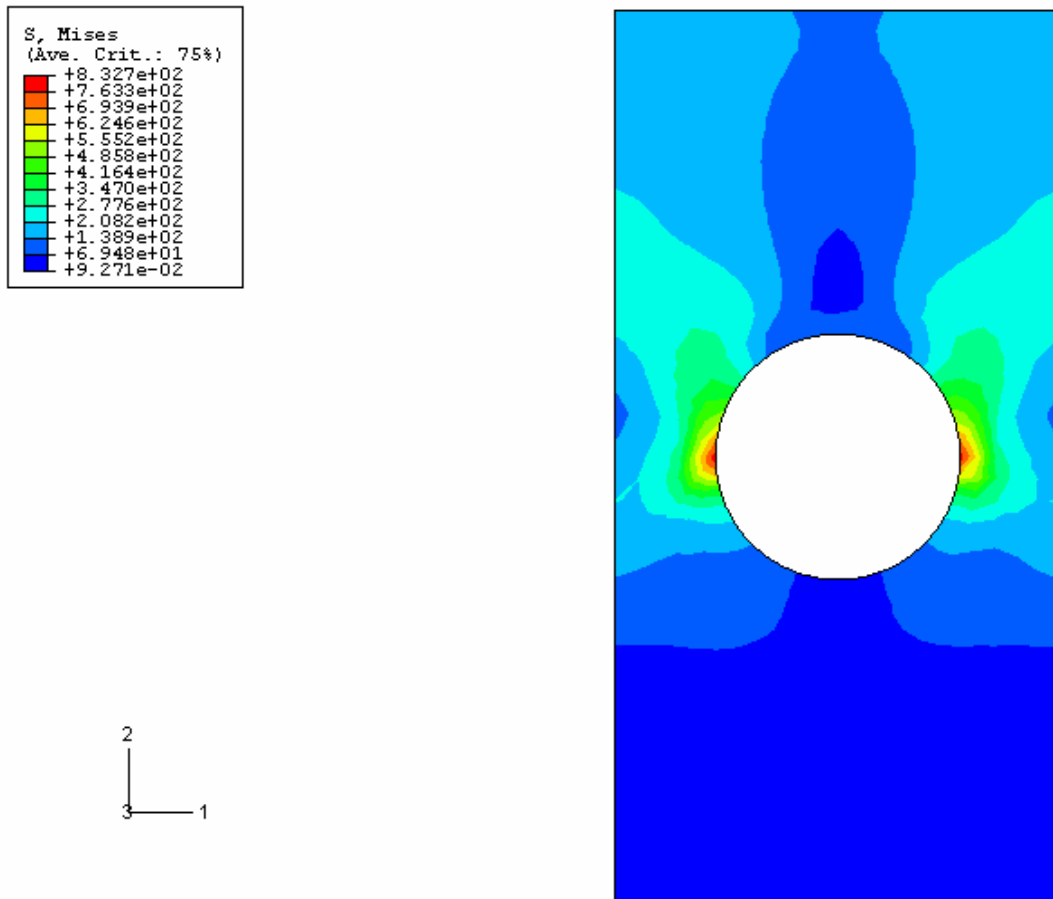 S, Mises
(Ave. Crit.: 75%)
+8.327e+02
+7.633e+02
+6.939e+02
+6.246e+02
+5.552e+02
+4.858e+02
+4.164e+02
+3.470e+02
+2.776e+02
+2.082e+02
+1.389e+02
+6.948e+01
+9.271e-02
2
3
1